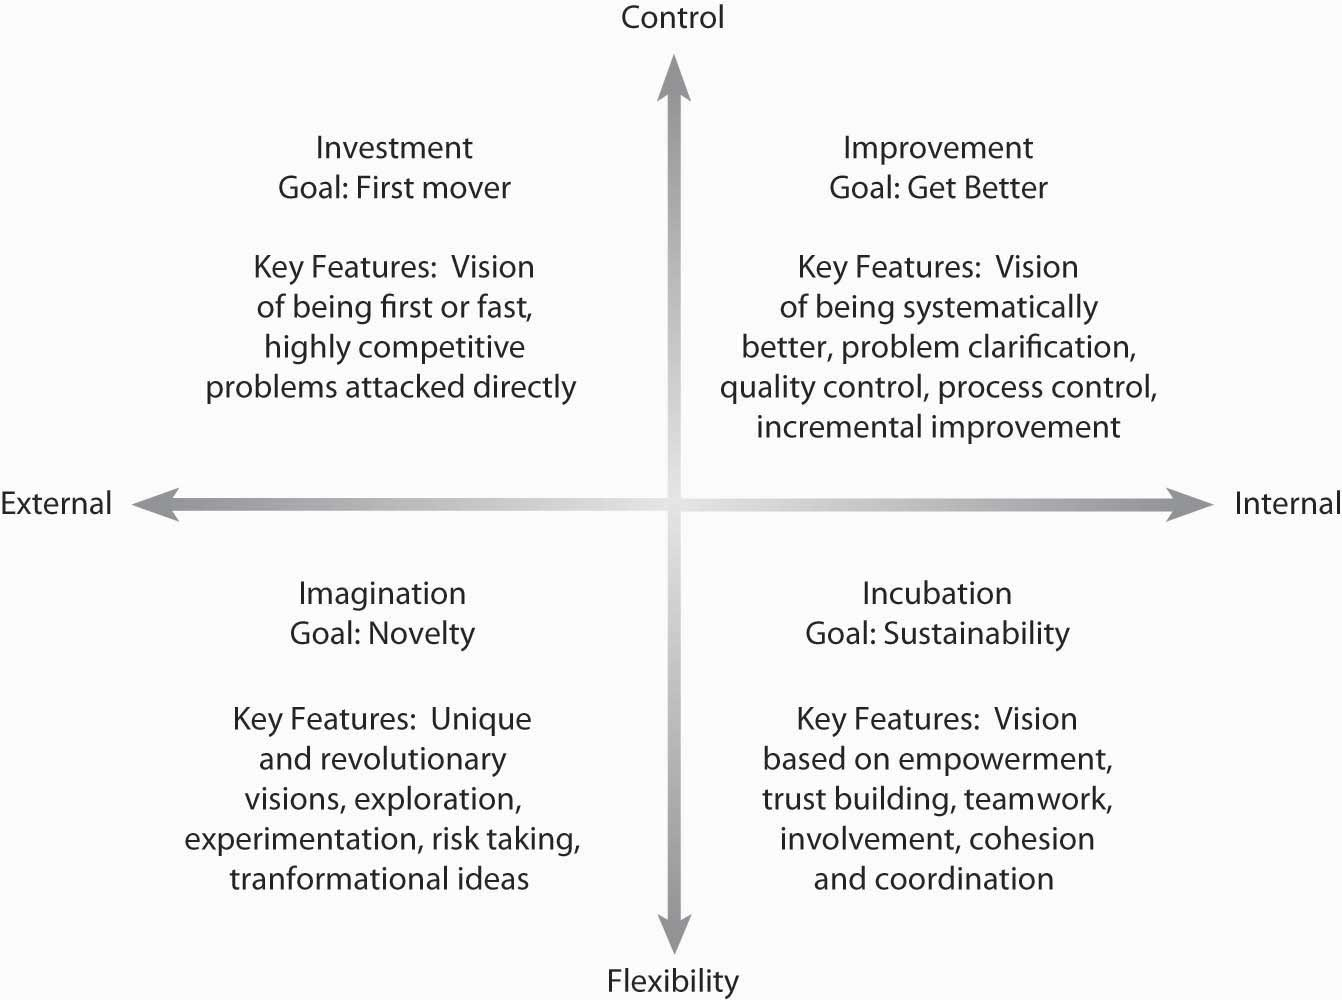 Control
Investment
Goal: First mover
Key Features: Vision
of being first or fast,
highly competitive
problems attacked directly
Improvement
Goal: Get Better
Key Features: Vision
of being systematically
better, problem clarification,
quality control, process control,
incremental improvement
External
Internal
Imagination
Goal: Novelty
Key Features: Unique
and revolutionary
visions, exploration,
experimentation, risk taking,
tranformational ideas
Incubation
Goal: Sustainability
Key Features: Vision
based on empowerment,
trust building, teamwork,
involvement, cohesion
and coordination
Flexibility